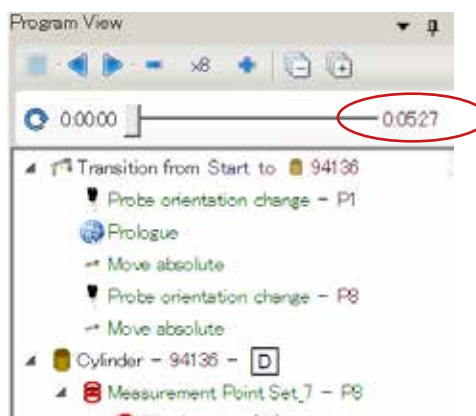 Program View
x8
0:00:00 0:05:27
Transition from Start to 94136
Probe orientation change - P1
Prologue
Move absolute
Probe orientation change - P8
Move absolute
Cylinder - 94136 - D
Measurement Point Set_7 - P8